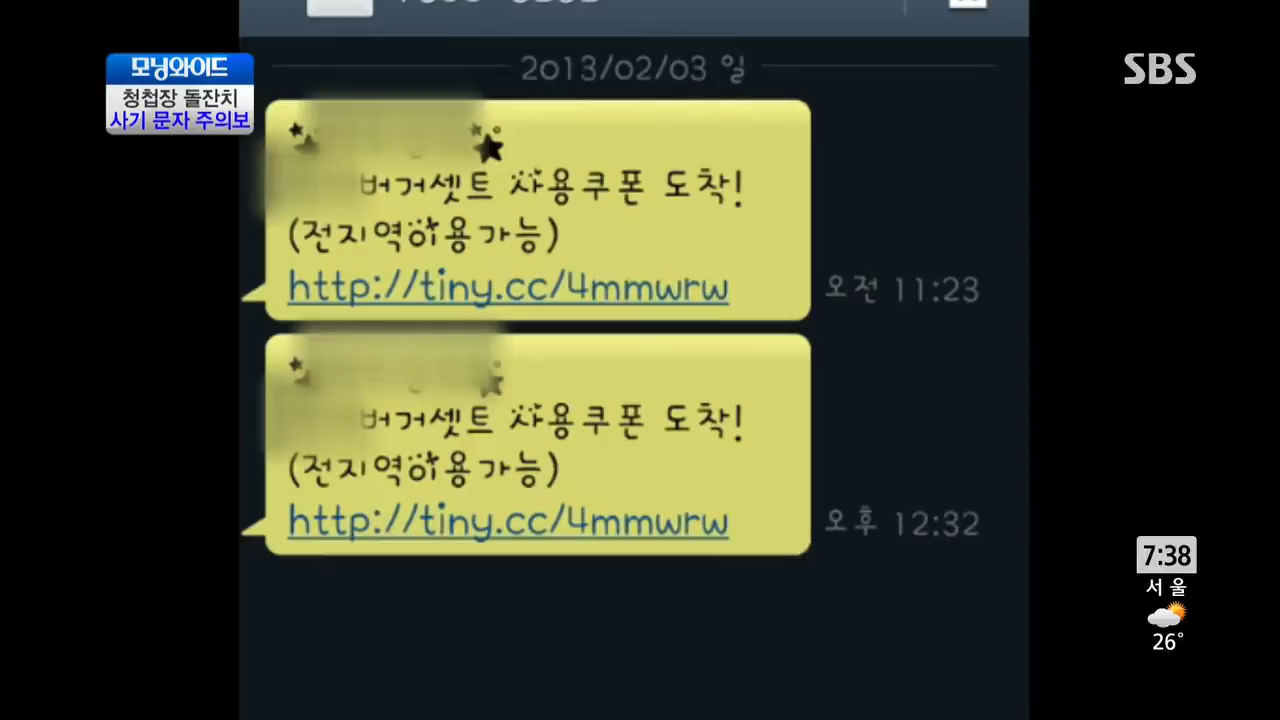 모닝와이드
청첩장 돌잔치
사기 문자 주의보
SBS
2013/02/03 일
버거셋트 사용쿠폰 도착!
(전지역이용가능)
http://tiny.cc/4mmwrw
오전 11:23
버거셋트 사용쿠폰 도착!
(전지역이용가능)
http://tiny.cc/4mmwrw
오후 12:32
7:38
서울
26°